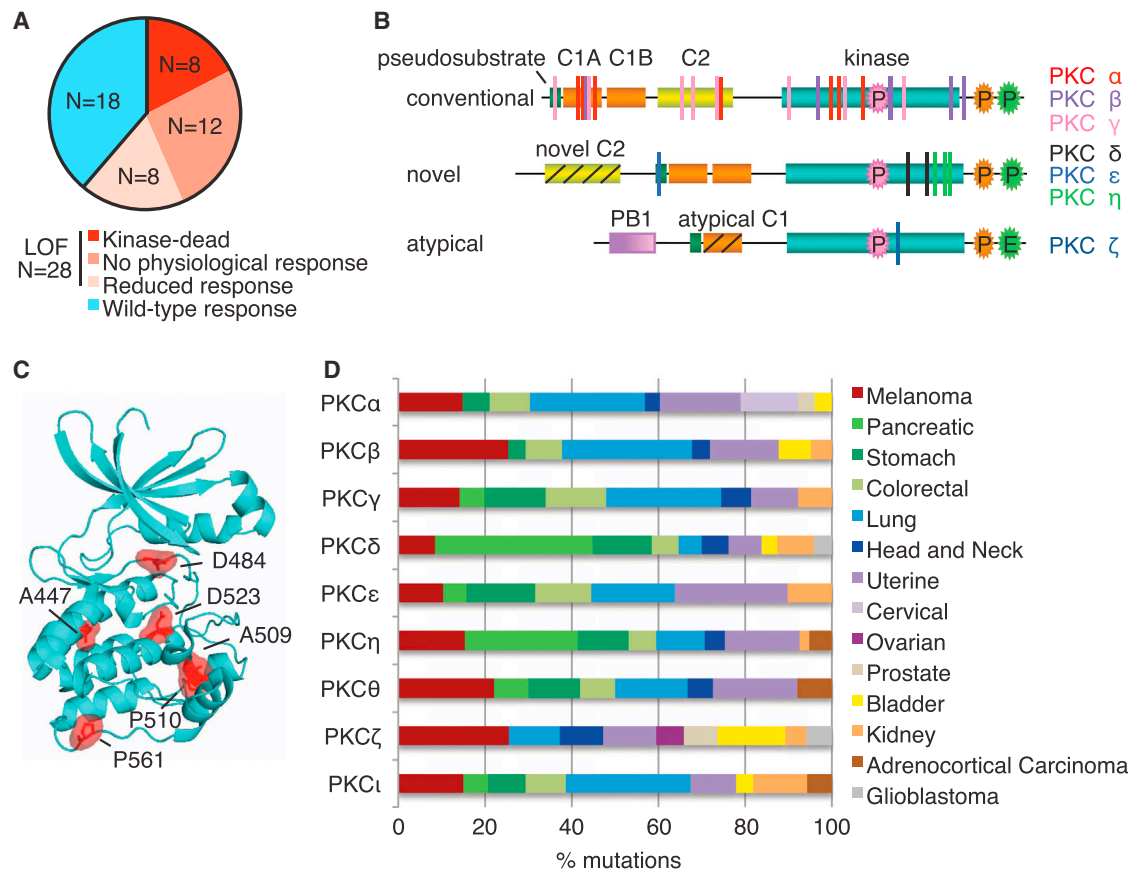 A
N=8
N=18
N=12
N=8
LOF
N=28
Kinase-dead
No physiological response
Reduced response
Wild-type response
B
pseudosubstrate C1A C1B C2 kinase
conventional
P P P
PKC α
PKC β
PKC γ
novel C2
novel
P P P
PKC δ
PKC ε
PKC η
PB1 atypical C1
atypical
P P E
PKC ζ
C
D484
A447
D523
A509
P510
P561
D
PKCα
PKCβ
PKCγ
PKCδ
PKCε
PKCη
PKCθ
PKCζ
PKCι
0 20 40 60 80 100
% mutations
Melanoma
Pancreatic
Stomach
Colorectal
Lung
Head and Neck
Uterine
Cervical
Ovarian
Prostate
Bladder
Kidney
Adrenocortical Carcinoma
Glioblastoma